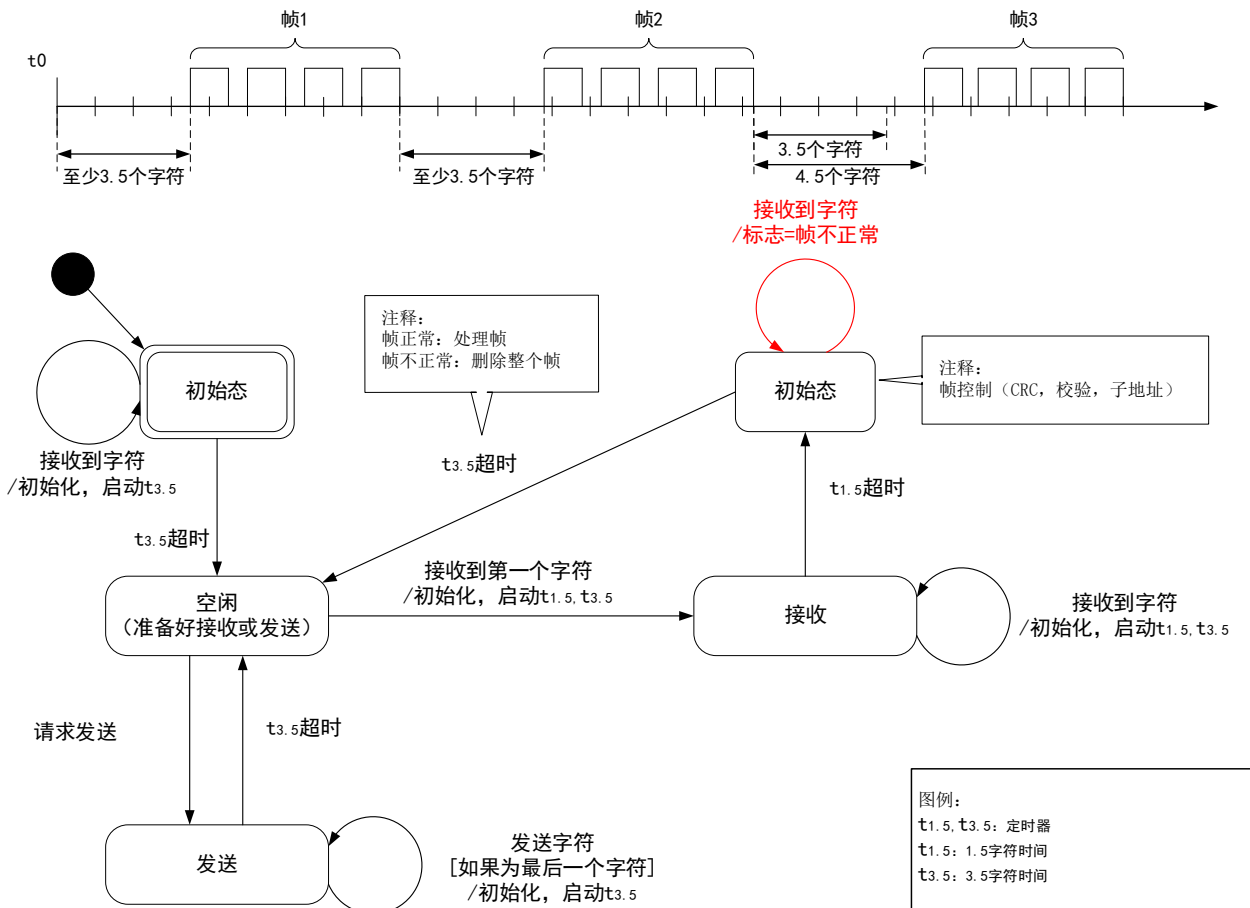 帧1
帧2
帧3
t0
至少3.5个字符
至少3.5个字符
3.5个字符
4.5个字符
接收到字符
/标志=帧不正常
注释：
帧正常：处理帧
帧不正常：删除整个帧
初始态
初始态
注释：
帧控制（CRC，校验，子地址）
接收到字符
/初始化，启动t3.5
t3.5超时
t1.5超时
t3.5超时
接收到第一个字符
/初始化，启动t1.5,t3.5
空闲
（准备好接收或发送）
接收
接收到字符
/初始化，启动t1.5,t3.5
请求发送
t3.5超时
发送
发送字符
[如果为最后一个字符]
/初始化，启动t3.5
图例：
t1.5,t3.5：定时器
t1.5：1.5字符时间
t3.5：3.5字符时间